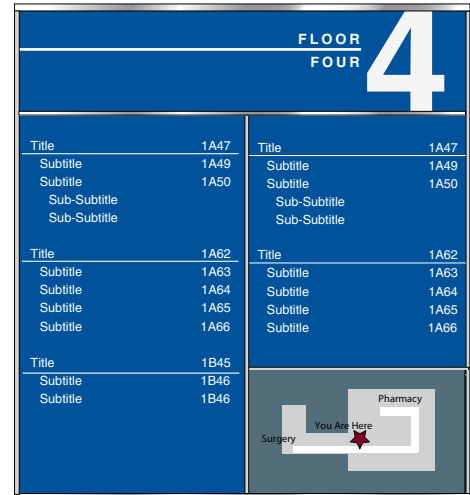 FLOOR
FOUR
4
Title 1A47
Subtitle 1A49
Subtitle 1A50
Sub-Subtitle
Sub-Subtitle
Title 1A62
Subtitle 1A63
Subtitle 1A64
Subtitle 1A65
Subtitle 1A66
Title 1B45
Subtitle 1B46
Subtitle 1B46
Title 1A47
Subtitle 1A49
Subtitle 1A50
Sub-Subtitle
Sub-Subtitle
Title 1A62
Subtitle 1A63
Subtitle 1A64
Subtitle 1A65
Subtitle 1A66
Pharmacy
You Are Here
Surgery